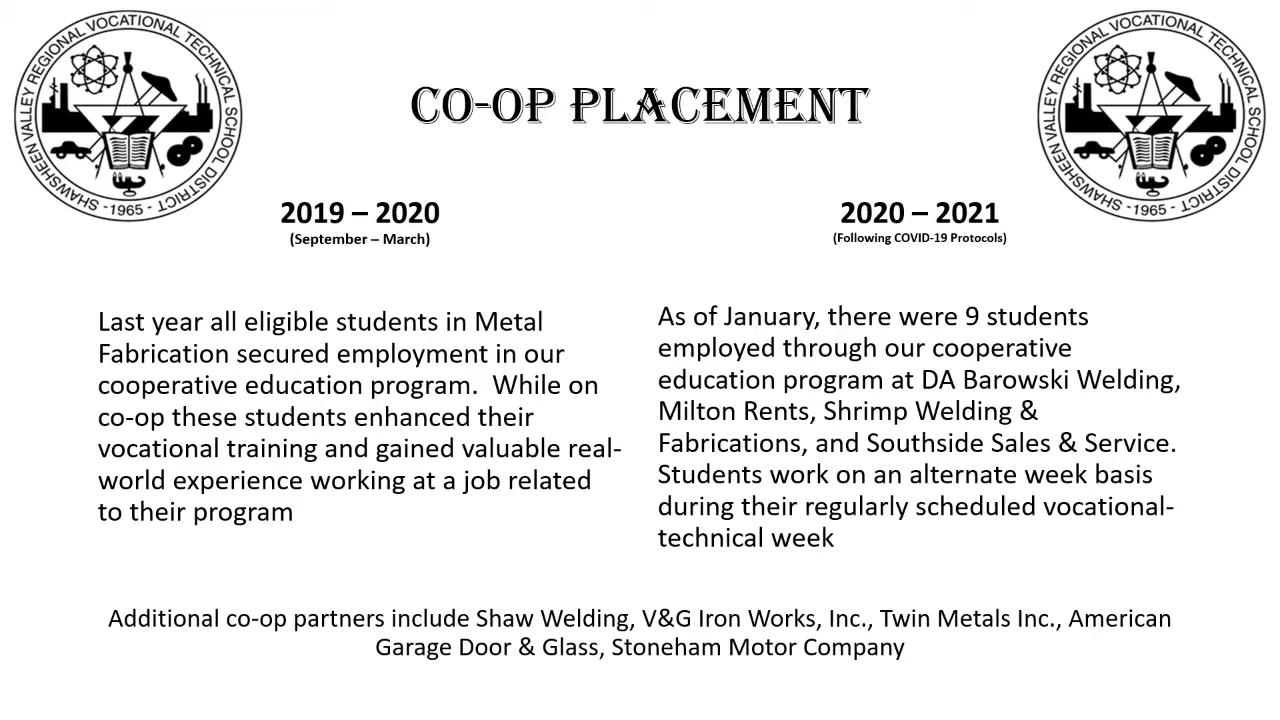 SHAWSHEEN VALLEY REGIONAL VOCATIONAL TECHNICAL SCHOOL DISTRICT
- 1965 -
SHAWSHEEN VALLEY REGIONAL VOCATIONAL TECHNICAL SCHOOL DISTRICT
- 1965 -
CO-OP PLACEMENT
2019 – 2020
(September – March)
Last year all eligible students in Metal
Fabrication secured employment in our
cooperative education program.  While on
co-op these students enhanced their
vocational training and gained valuable real-
world experience working at a job related
to their program
2020 – 2021
(Following COVID-19 Protocols)
As of January, there were 9 students
employed through our cooperative
education program at DA Barowski Welding,
Milton Rents, Shrimp Welding &
Fabrications, and Southside Sales & Service.
Students work on an alternate week basis
during their regularly scheduled vocational-
technical week
Additional co-op partners include Shaw Welding, V&G Iron Works, Inc., Twin Metals Inc., American
Garage Door & Glass, Stoneham Motor Company